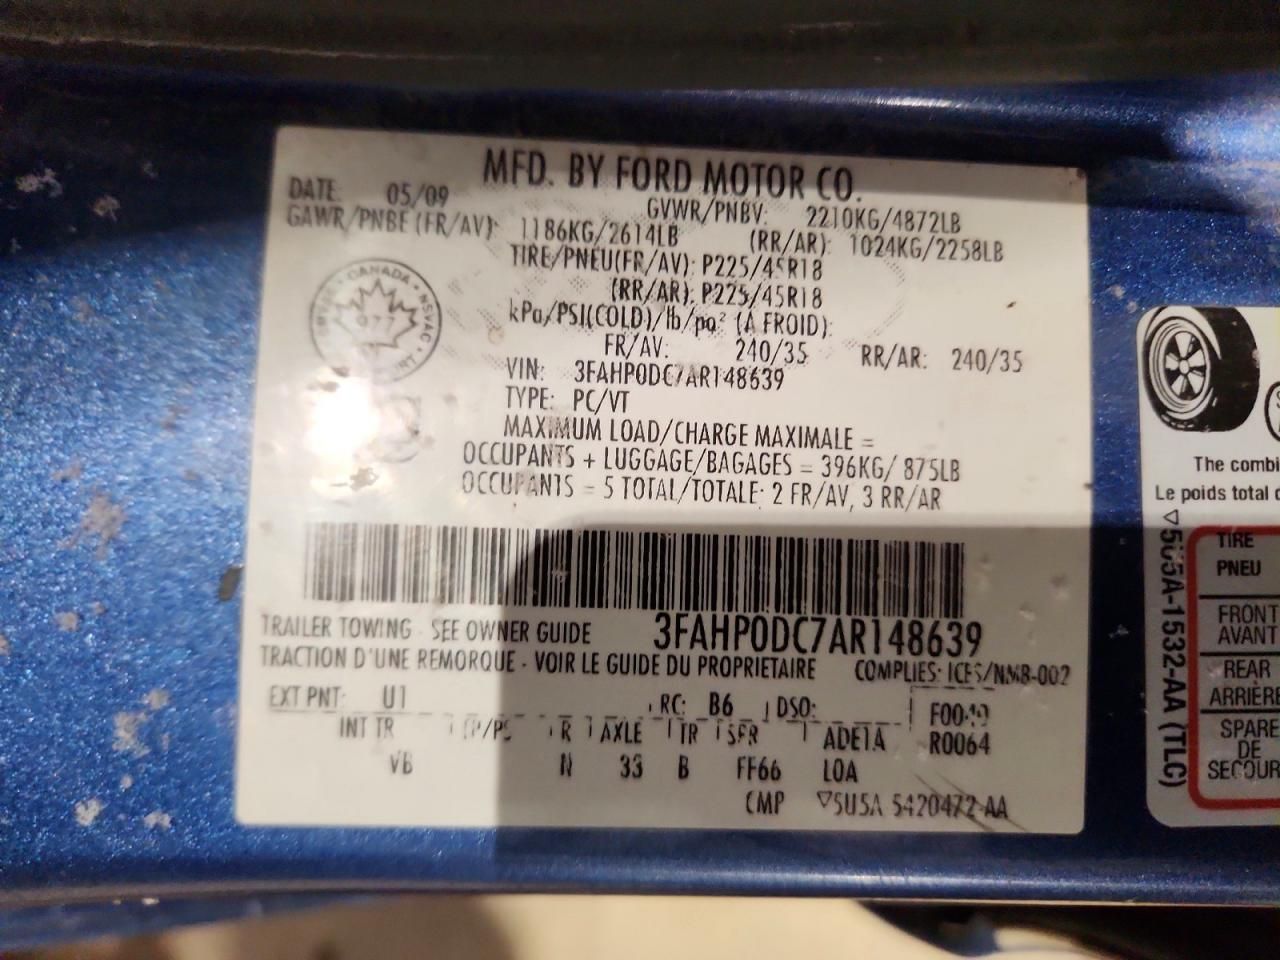 MFD. BY FORD MOTOR CO.
DATE: 05/09 GVWR/PNBV: 2210KG/4872LB
GAWR/PNBE (FR/AV): 1186KG/2614LB (RR/AR): 1024KG/2258LB
TIRE/PNEU(FR/AV): P225/45R18
(RR/AR): P225/45R18
kPa/PSI(COLD)/lb/po² (A FROID):
FR/AV: 240/35 RR/AR: 240/35
VIN: 3FAHP0DC7AR148639
TYPE: PC/VT
MAXIMUM LOAD/CHARGE MAXIMALE =
OCCUPANTS + LUGGAGE/BAGAGES = 396KG/ 875LB
OCCUPANTS = 5 TOTAL/TOTALE: 2 FR/AV, 3 RR/AR
CANADA • NSVAC
977
3FAHP0DC7AR148639
TRAILER TOWING - SEE OWNER GUIDE
TRACTION D'UNE REMORQUE - VOIR LE GUIDE DU PROPRIETAIRE COMPLIES: ICES/NMB-002
EXT PNT: U1 RC: B6 DSO:
INT TR R AXLE TR SPR ADE1A R0064
VB N 33 B FF66 LOA
CMP ▽5U5A 5420472 AA
The combi
Le poids total
TIRE
PNEU
FRONT
AVANT
REAR
ARRIÈRE
SPARE
DE
SECOUR
1532-AA (TLC)